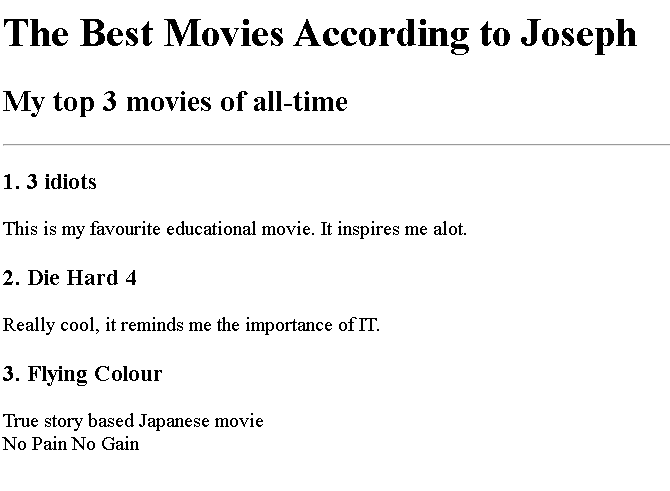 The Best Movies According to Joseph
My top 3 movies of all-time
1. 3 idiots
This is my favourite educational movie. It inspires me alot.
2. Die Hard 4
Really cool, it reminds me the importance of IT.
3. Flying Colour
True story based Japanese movie
No Pain No Gain